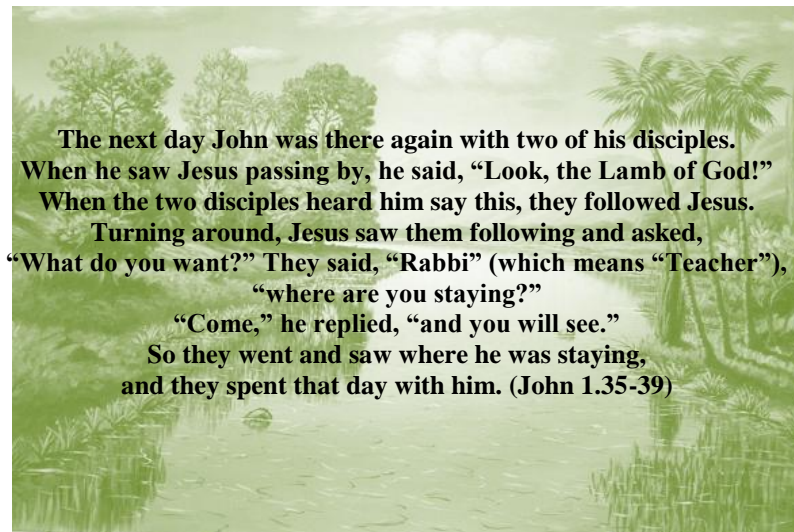 The next day John was there again with two of his disciples.
When he saw Jesus passing by, he said, “Look, the Lamb of God!”
When the two disciples heard him say this, they followed Jesus.
Turning around, Jesus saw them following and asked,
“What do you want?” They said, “Rabbi” (which means “Teacher”),
“where are you staying?”
“Come,” he replied, “and you will see.”
So they went and saw where he was staying,
and they spent that day with him. (John 1.35-39)